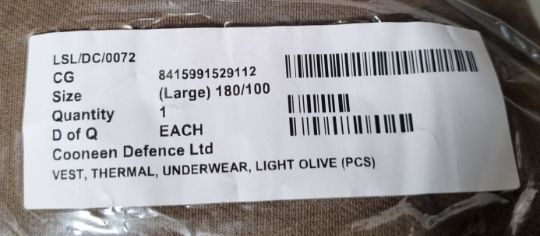 LSL/DC/0072
CG 8415991529112
Size (Large) 180/100
Quantity 1
D of Q EACH
Cooneen Defence Ltd
VEST, THERMAL, UNDERWEAR, LIGHT OLIVE (PCS)